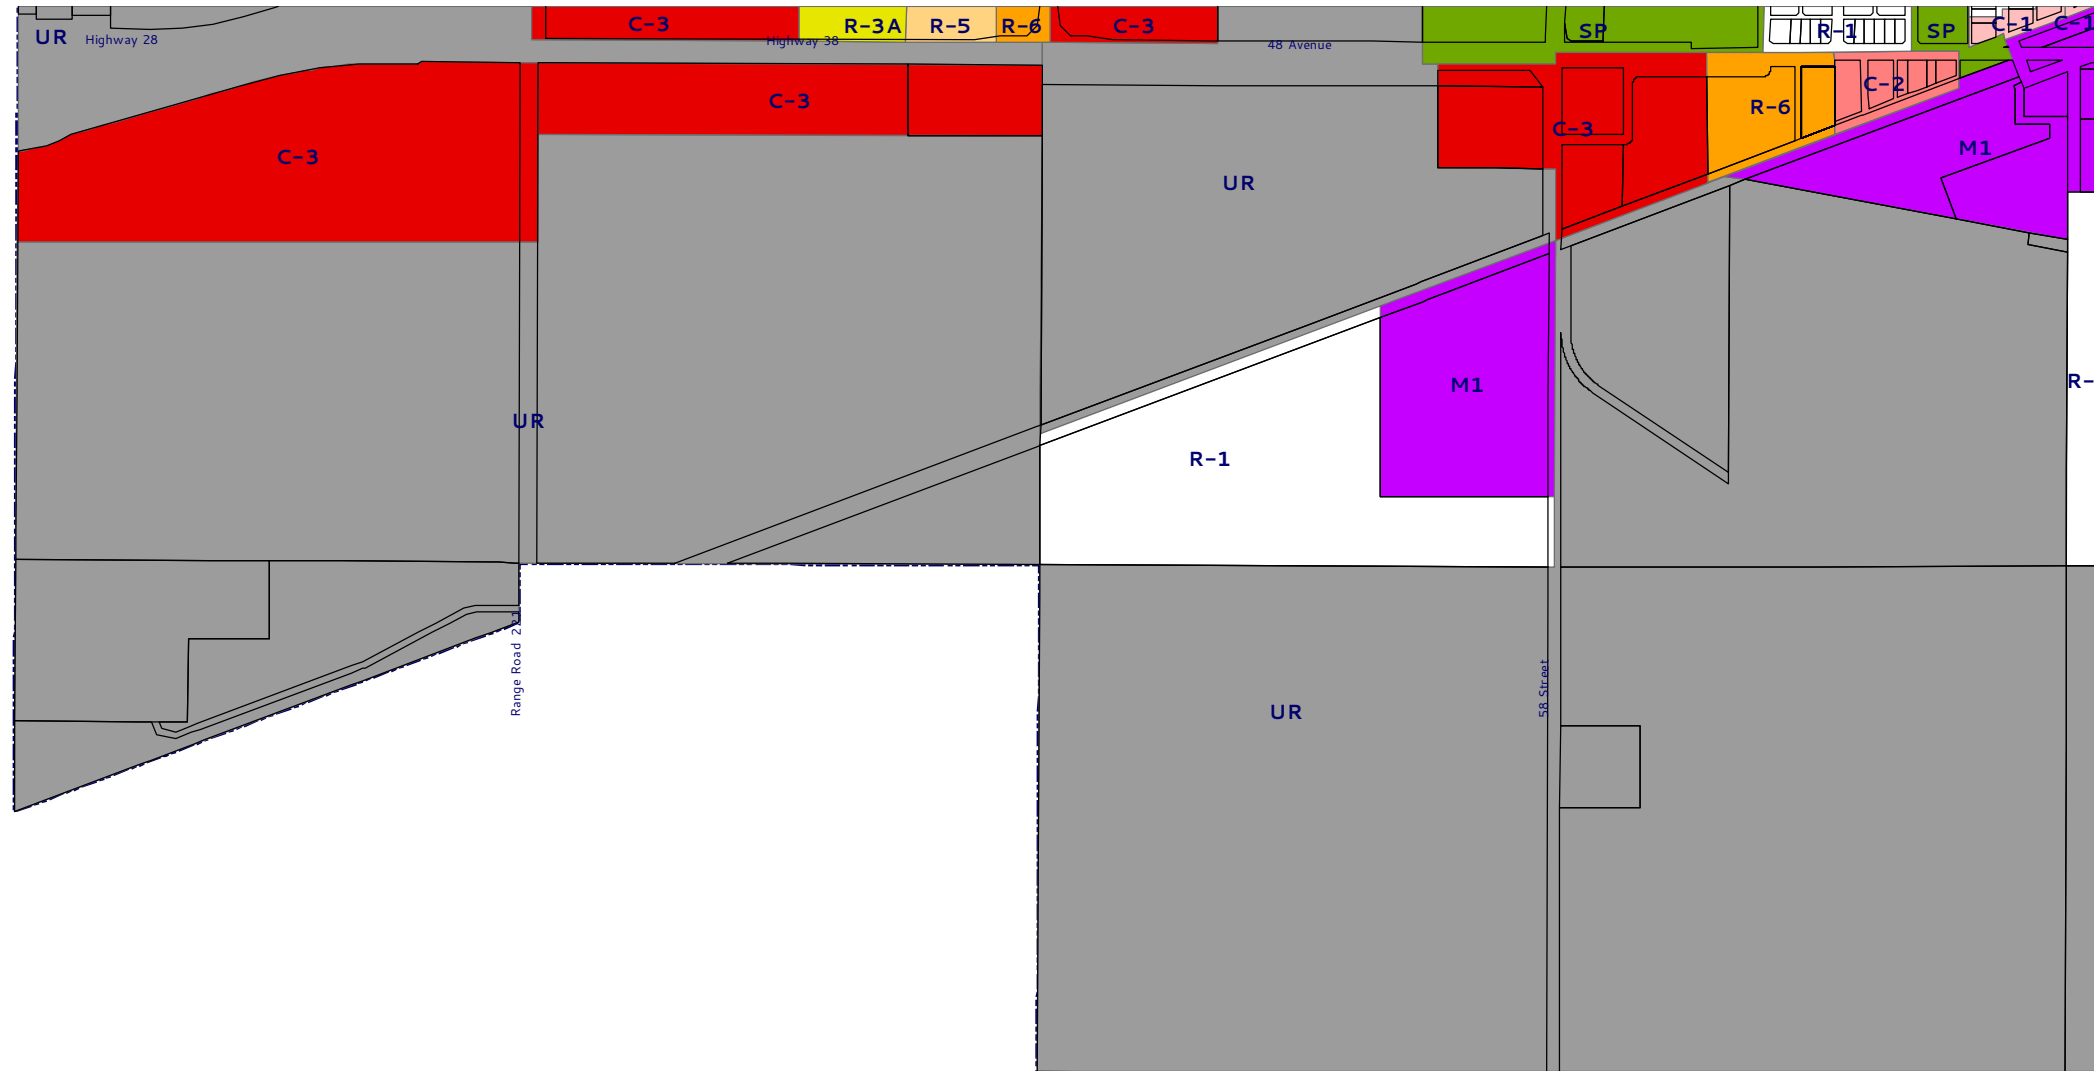 C-3
R-3A
R-5
R-6
C-3
SP
R-1
SP
C-1
C-1
UR
Highway 28
Highway 38
48 Avenue
C-3
C-2
R-6
C-3
C-3
M1
UR
R-
M1
UR
R-1
Range Road 221
58 Street
UR